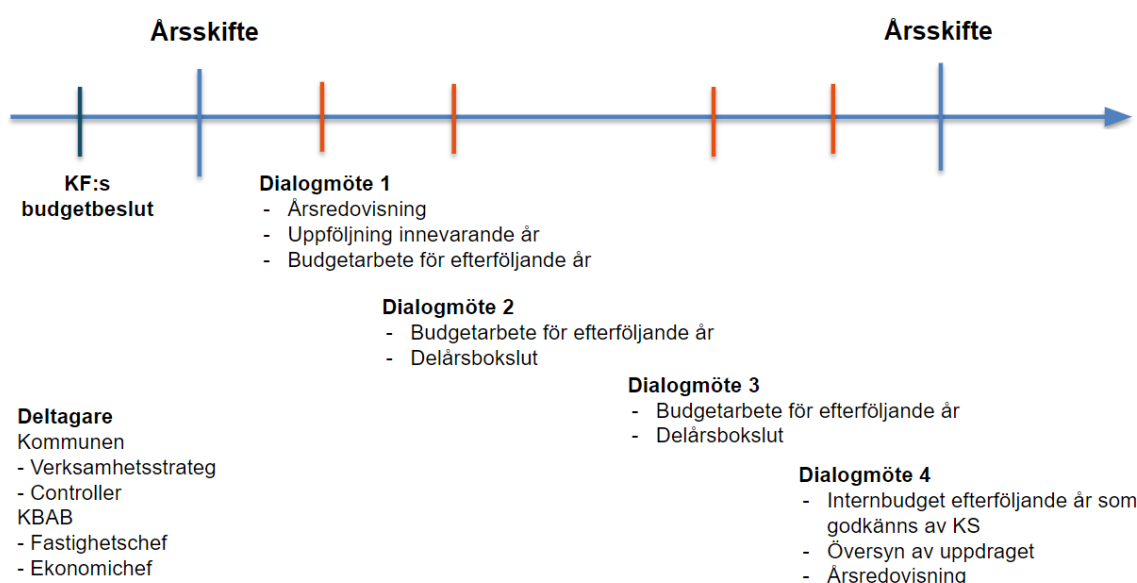 Årsskifte
Årsskifte
KF:s
budgetbeslut
Dialogmöte 1
- Årsredovisning
- Uppföljning innevarande år
- Budgetarbete för efterföljande år
Dialogmöte 2
- Budgetarbete för efterföljande år
- Delårsbokslut
Dialogmöte 3
- Budgetarbete för efterföljande år
- Delårsbokslut
Dialogmöte 4
- Internbudget efterföljande år som
godkänns av KS
- Översyn av uppdraget
- Årsredovisning
Deltagare
Kommunen
- Verksamhetsstrateg
- Controller
KBAB
- Fastighetschef
- Ekonomichef